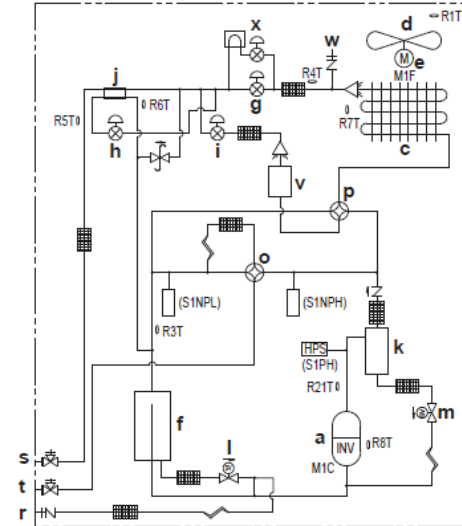 R1T
x
w
d
e
M
R4T
M1F
j
g
R6T
R5T
R7T
h
i
c
v
p
o
(S1NPL)
(S1NPH)
R3T
HPS
k
(S1PH)
R21T
f
m
a
l
INV
R8T
s
M1C
t
r